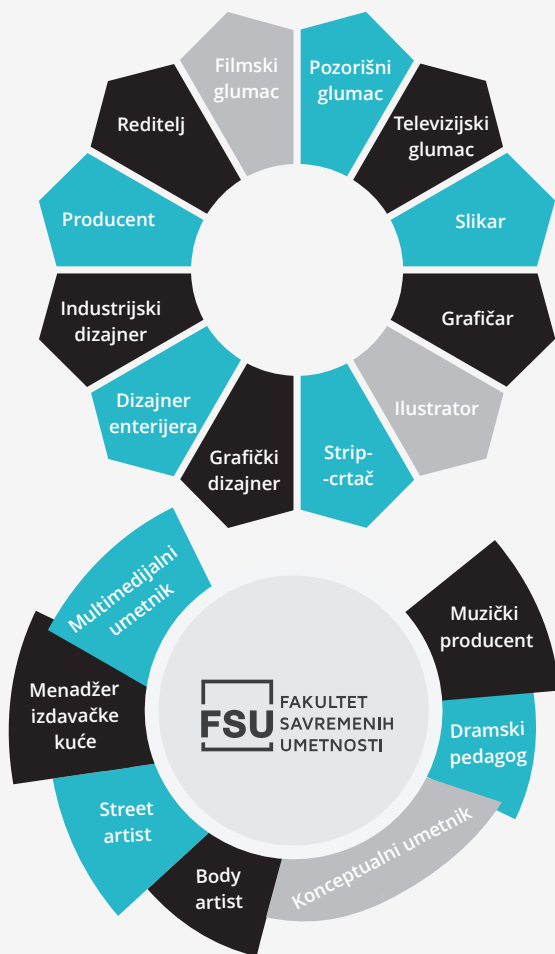 Filmski
glumac
Pozorišni
glumac
Televizijski
glumac
Slikar
Grafičar
Ilustrator
Strip-
-crtač
Grafički
dizajner
Dizajner
enterijera
Industrijski
dizajner
Producent
Reditelj
Multimedijalni
umetnik
Menadžer
izdavačke
kuće
Street
artist
Body
artist
Konceptualni umetnik
Dramski
pedagog
Muzički
producent
FSU
FAKULTET
SAVREMENIH
UMETNOSTI